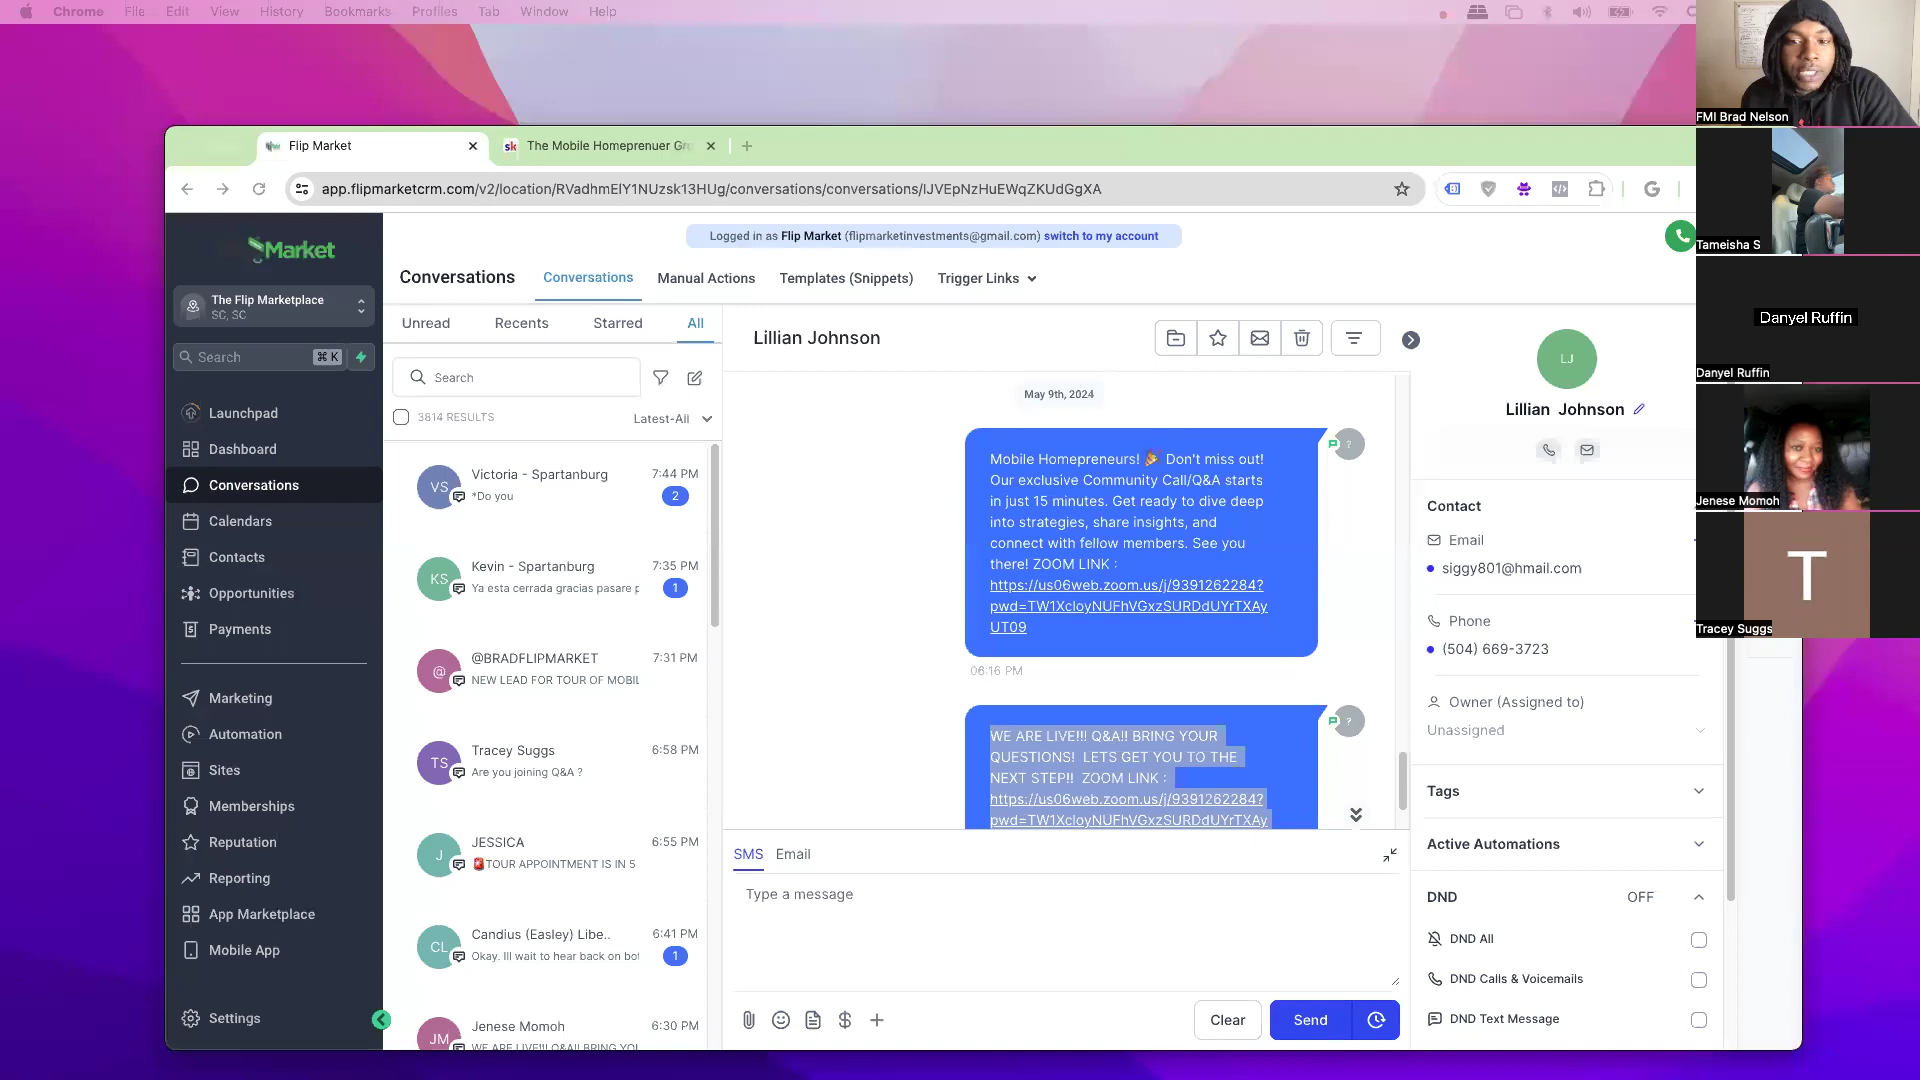 Chrome File Edit View History Bookmarks Profiles Tab Window Help
Flip Market
sk The Mobile Homeprenuer Gr
app.flipmarketcrm.com/v2/location/RVadhmElY1NUzsk13HUg/conversations/conversations/IJVEpNzHuEWqZKUdGgXA
G
Market
The Flip Marketplace
SC, SC
Search ⌘ K
Launchpad
Dashboard
Conversations
Calendars
Contacts
Opportunities
Payments
Marketing
Automation
Sites
Memberships
Reputation
Reporting
App Marketplace
Mobile App
Settings
Logged in as Flip Market (flipmarketinvestments@gmail.com) switch to my account
Conversations Conversations Manual Actions Templates (Snippets) Trigger Links
Unread Recents Starred All
Search
3814 RESULTS Latest-All
VS Victoria - Spartanburg 7:44 PM
*Do you 2
KS Kevin - Spartanburg 7:35 PM
Ya esta cerrada gracias pasare p 1
@ @BRADFLIPMARKET 7:31 PM
NEW LEAD FOR TOUR OF MOBIL
TS Tracey Suggs 6:58 PM
Are you joining Q&A ?
J JESSICA 6:55 PM
🚨TOUR APPOINTMENT IS IN 5
CL Candius (Easley) Libe.. 6:41 PM
Okay. Ill wait to hear back on bot 1
JM Jenese Momoh 6:30 PM
WE ARE LIVE!!! Q&A!! BRING YOU
Lillian Johnson
May 9th, 2024
Mobile Homepreneurs! 🎉 Don't miss out!
Our exclusive Community Call/Q&A starts
in just 15 minutes. Get ready to dive deep
into strategies, share insights, and
connect with fellow members. See you
there! ZOOM LINK :
https://us06web.zoom.us/j/9391262284?
pwd=TW1XcloyNUFhVGxzSURDdUYrTXAy
UT09
?
06:16 PM
WE ARE LIVE!!! Q&A!! BRING YOUR
QUESTIONS! LETS GET YOU TO THE
NEXT STEP!! ZOOM LINK :
https://us06web.zoom.us/j/9391262284?
pwd=TW1XcloyNUFhVGxzSURDdUYrTXAy
?
SMS Email
Type a message
Clear Send
LJ
Lillian Johnson
Contact
Email
siggy801@hmail.com
Phone
(504) 669-3723
Owner (Assigned to)
Unassigned
Tags
Active Automations
DND OFF
DND All
DND Calls & Voicemails
DND Text Message
FMI Brad Nelson
Tameisha S
Danyel Ruffin
Danyel Ruffin
Jenese Momoh
T
Tracey Suggs